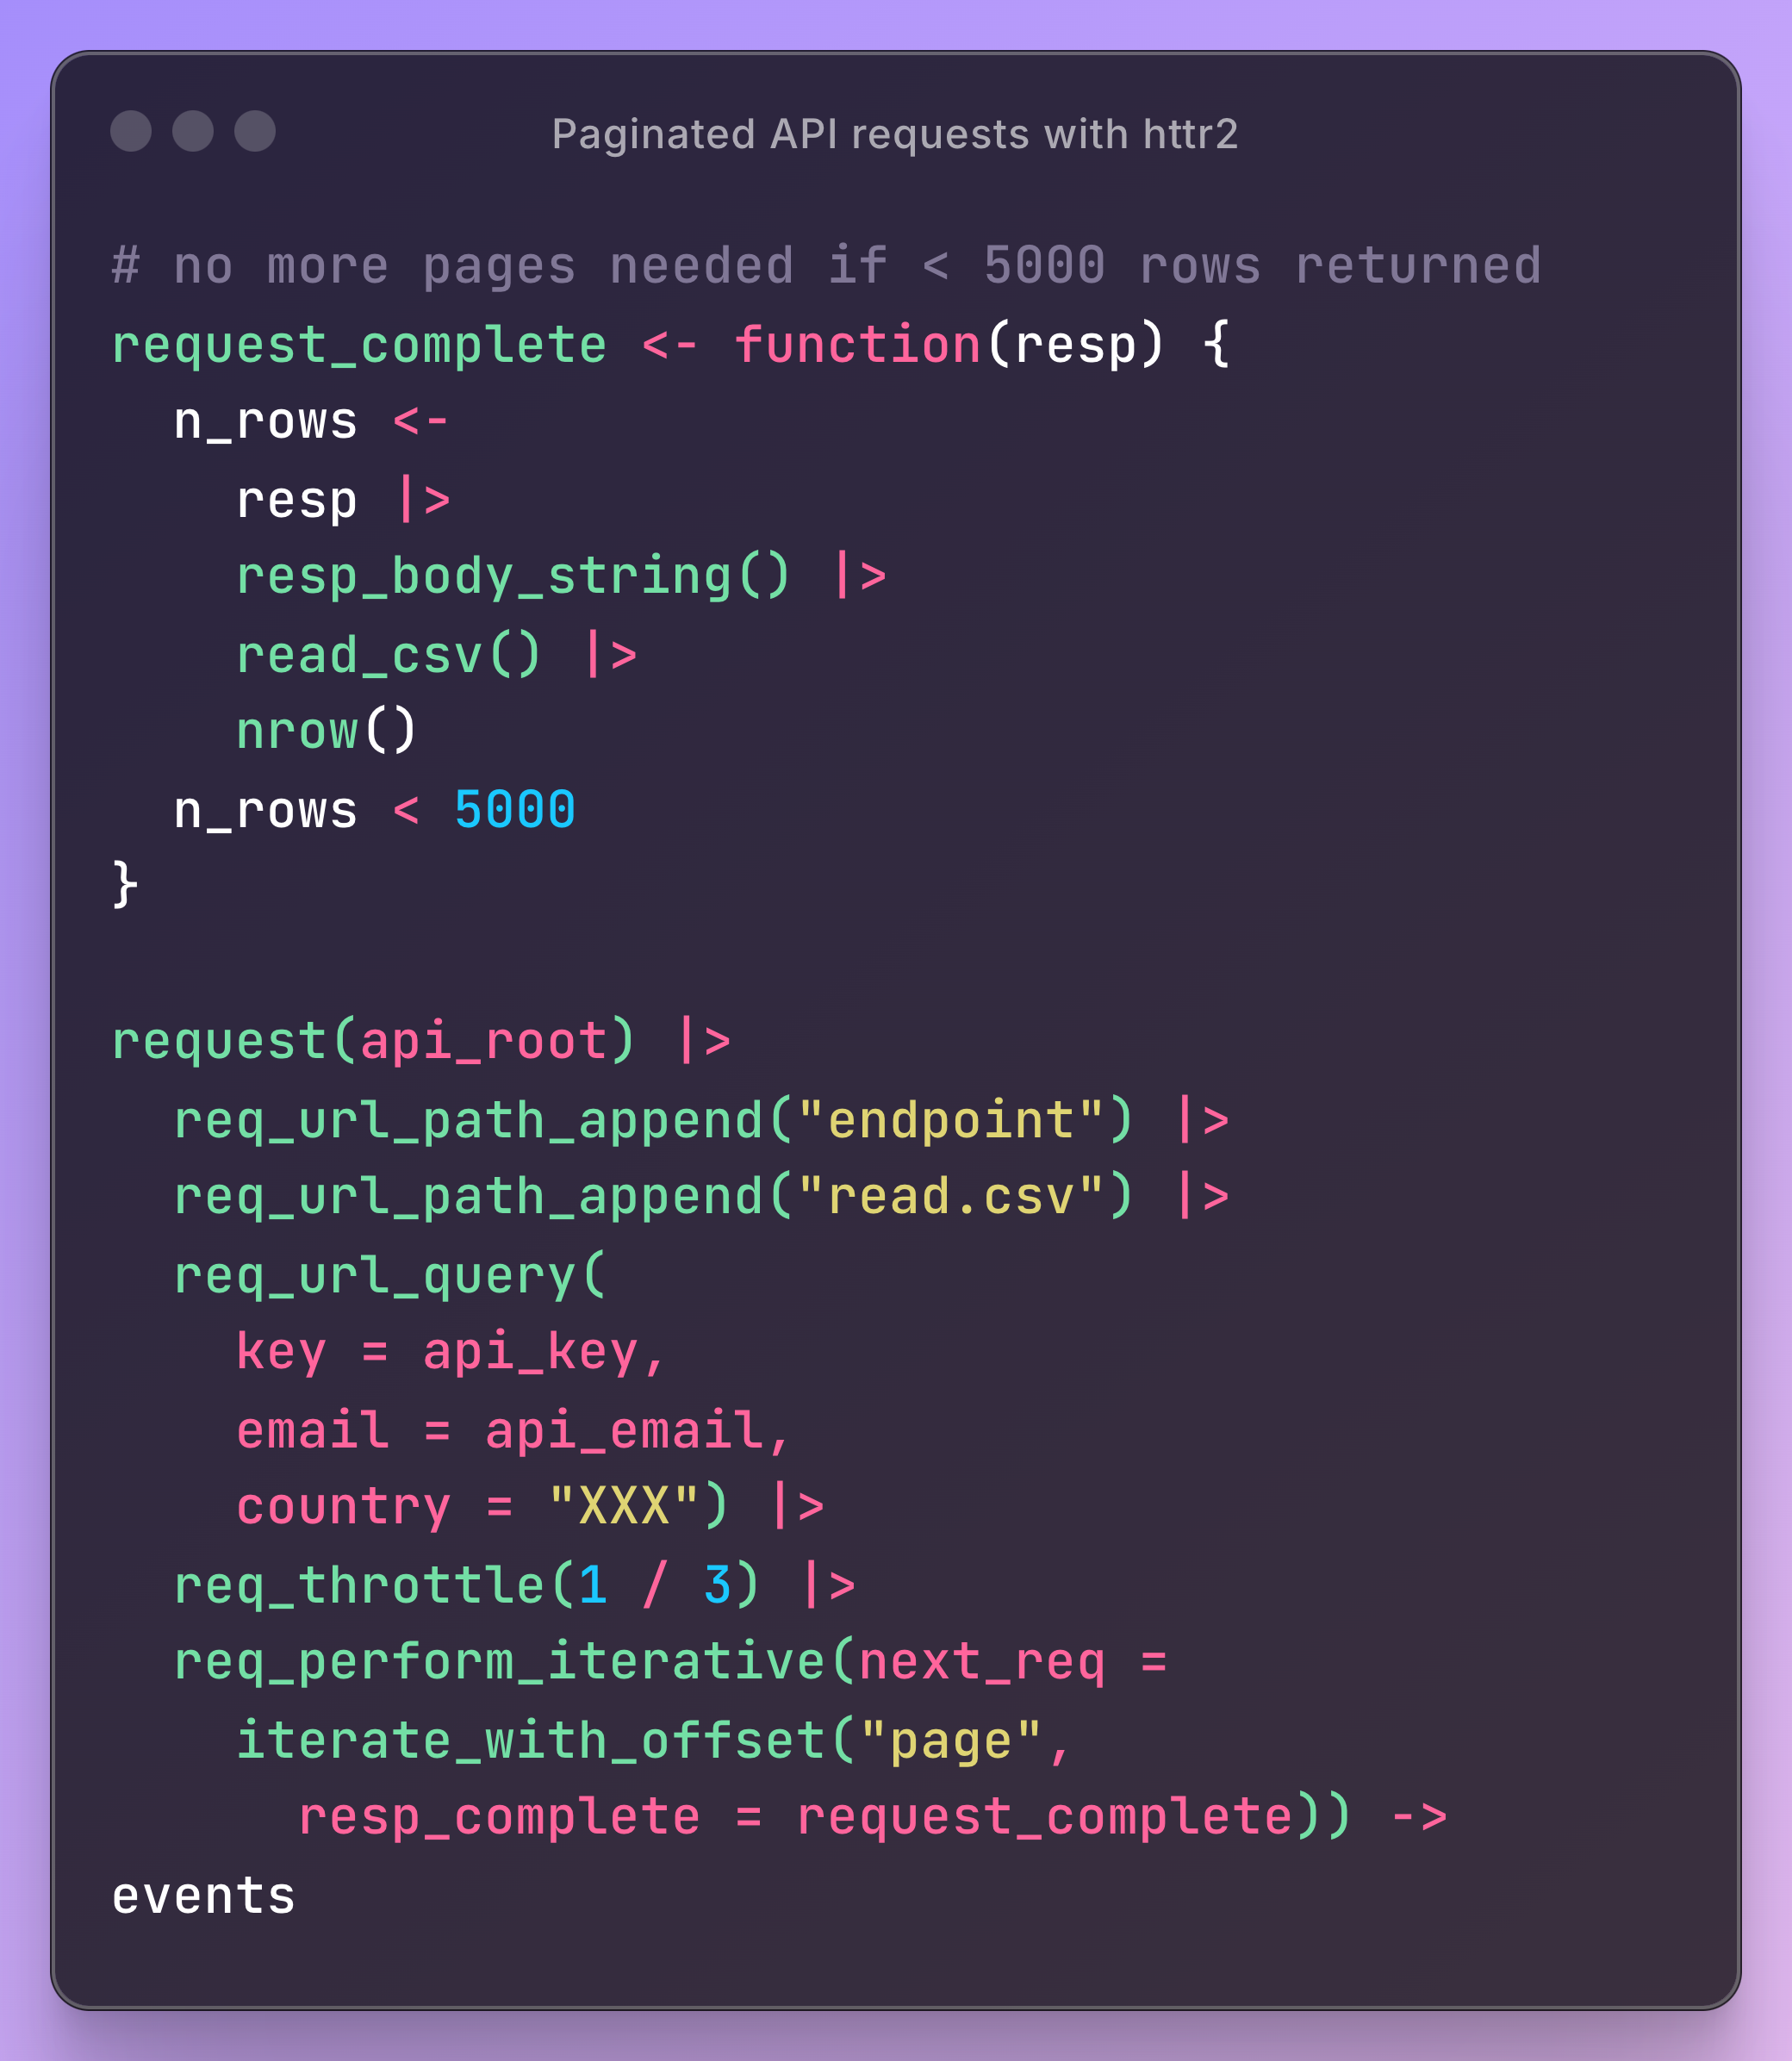 Paginated API requests with httr2
# no more pages needed if < 5000 rows returned
request_complete <- function(resp) {
  n_rows <-
    resp |>
    resp_body_string() |>
    read_csv() |>
    nrow()
  n_rows < 5000
}

request(api_root) |>
  req_url_path_append("endpoint") |>
  req_url_path_append("read.csv") |>
  req_url_query(
    key = api_key,
    email = api_email,
    country = "XXX") |>
  req_throttle(1 / 3) |>
  req_perform_iterative(next_req =
    iterate_with_offset("page",
      resp_complete = request_complete)) ->
events